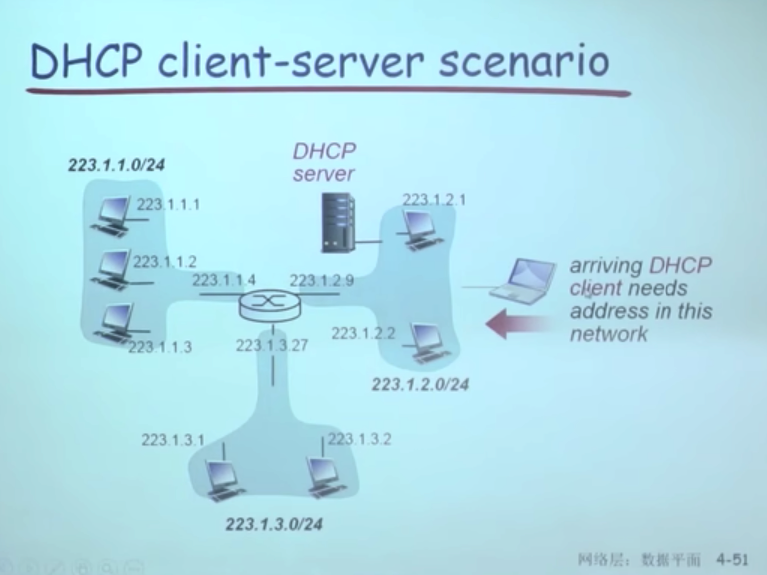 DHCP client-server scenario
223.1.1.0/24
DHCP
server
223.1.1.1
223.1.2.1
223.1.1.2
223.1.1.4
223.1.2.9
arriving DHCP
client needs
address in this
network
223.1.1.3
223.1.3.27
223.1.2.2
223.1.2.0/24
223.1.3.1
223.1.3.2
223.1.3.0/24
网络层：数据平面 4-51